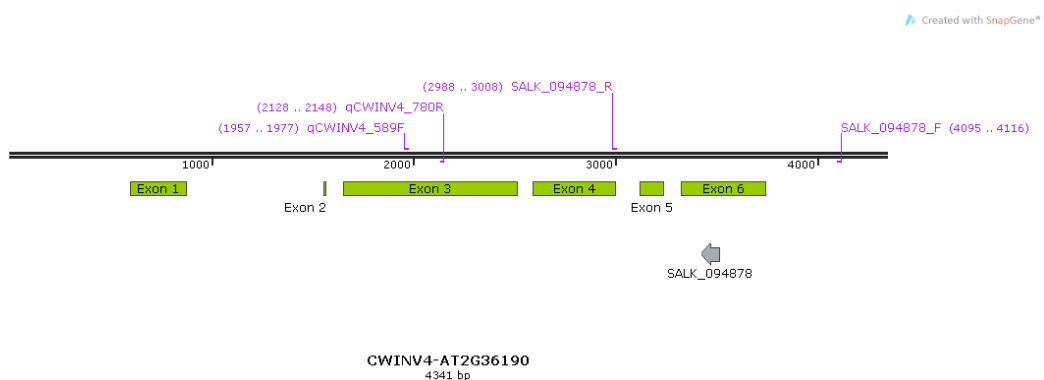 Created with SnapGene®
(2988 .. 3008) SALK_094878_R
(2128 .. 2148) qCWINV4_780R
(1957 .. 1977) qCWINV4_589F
SALK_094878_F (4095 .. 4116)
1000
2000
3000
4000
Exon 1
Exon 3
Exon 4
Exon 6
Exon 2
Exon 5
SALK_094878
CWINV4-AT2G36190
4341 bp